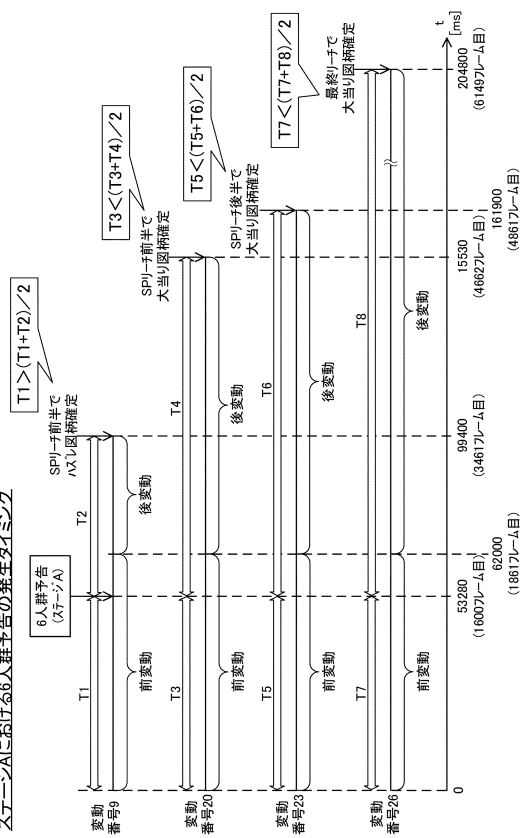 ステージAにおける6人群予告の発生タイミング
6人群予告
(ステージA)
SPリーチ前半で
ハズレ図柄確定
T1>(T1+T2)/2
変動
番号9
T1
T2
前変動
後変動
SPリーチ前半で
大当り図柄確定
T3<(T3+T4)/2
変動
番号20
T3
T4
前変動
後変動
SPリーチ後半で
大当り図柄確定
T5<(T5+T6)/2
変動
番号23
T5
T6
前変動
後変動
最終リーチで
大当り図柄確定
T7<(T7+T8)/2
変動
番号26
T7
T8
前変動
後変動
0
53280
(1600フレーム目)
62000
(1861フレーム目)
99400
(3461フレーム目)
15530
(4662フレーム目)
161900
(4861フレーム目)
204800
(6149フレーム目)
t
[ms]